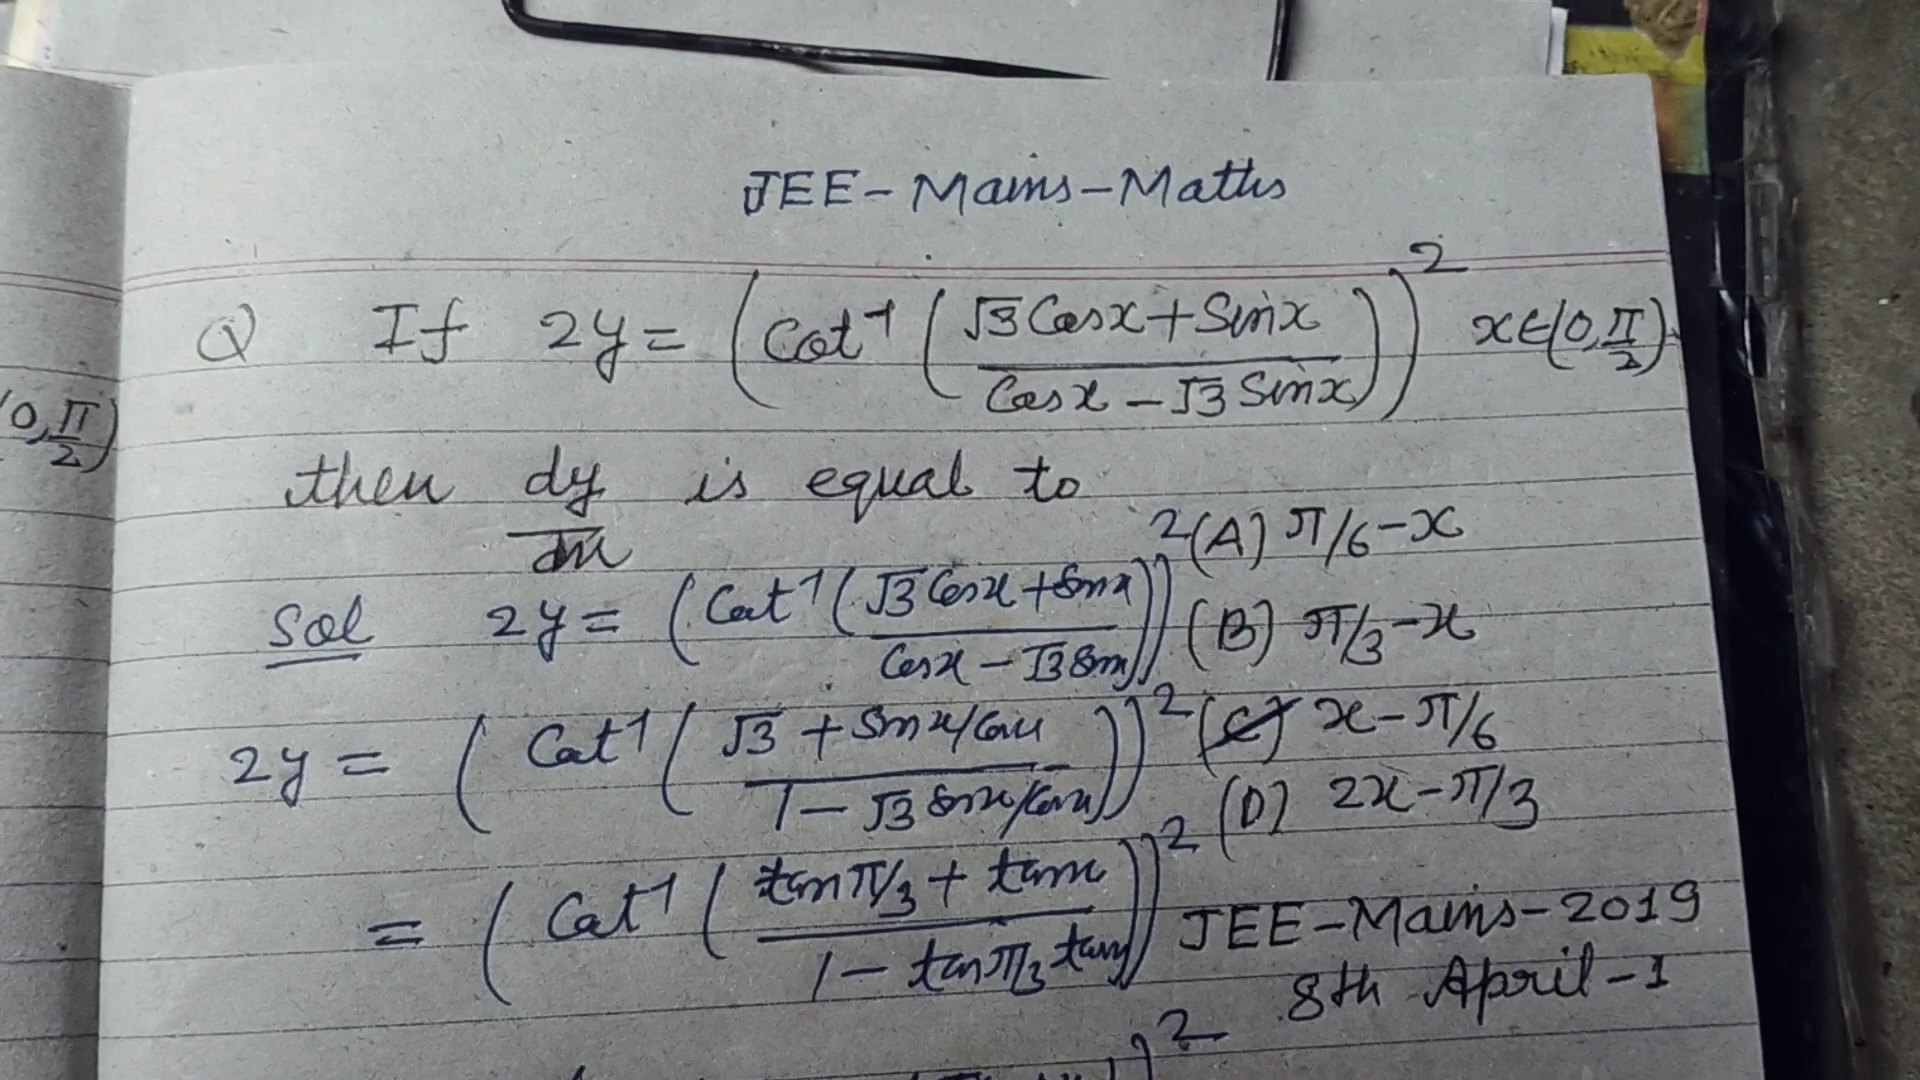 JEE - Mains - Maths
Q If 2y = (Cot⁻¹ ((√3 Cosx + Sinx)/(Cosx - √3 Sinx)))² x∈(0, π/2)
0, π/2)
then dy/dx is equal to
(A) π/6 - x
Sol 2y = (Cot⁻¹ ((√3 Cosx + Sinx)/(Cosx - √3 Sinx)))²
(B) π/3 - x
2y = (Cot⁻¹ ((√3 + Sinx/Cosx)/(1 - √3 Sinx/Cosx)))²
(C) x - π/6
(D) 2x - π/3
= (Cot⁻¹ ((tan π/3 + tanx)/(1 - tan π/3 tanx)))²
JEE - Mains - 2019
8th April - 1